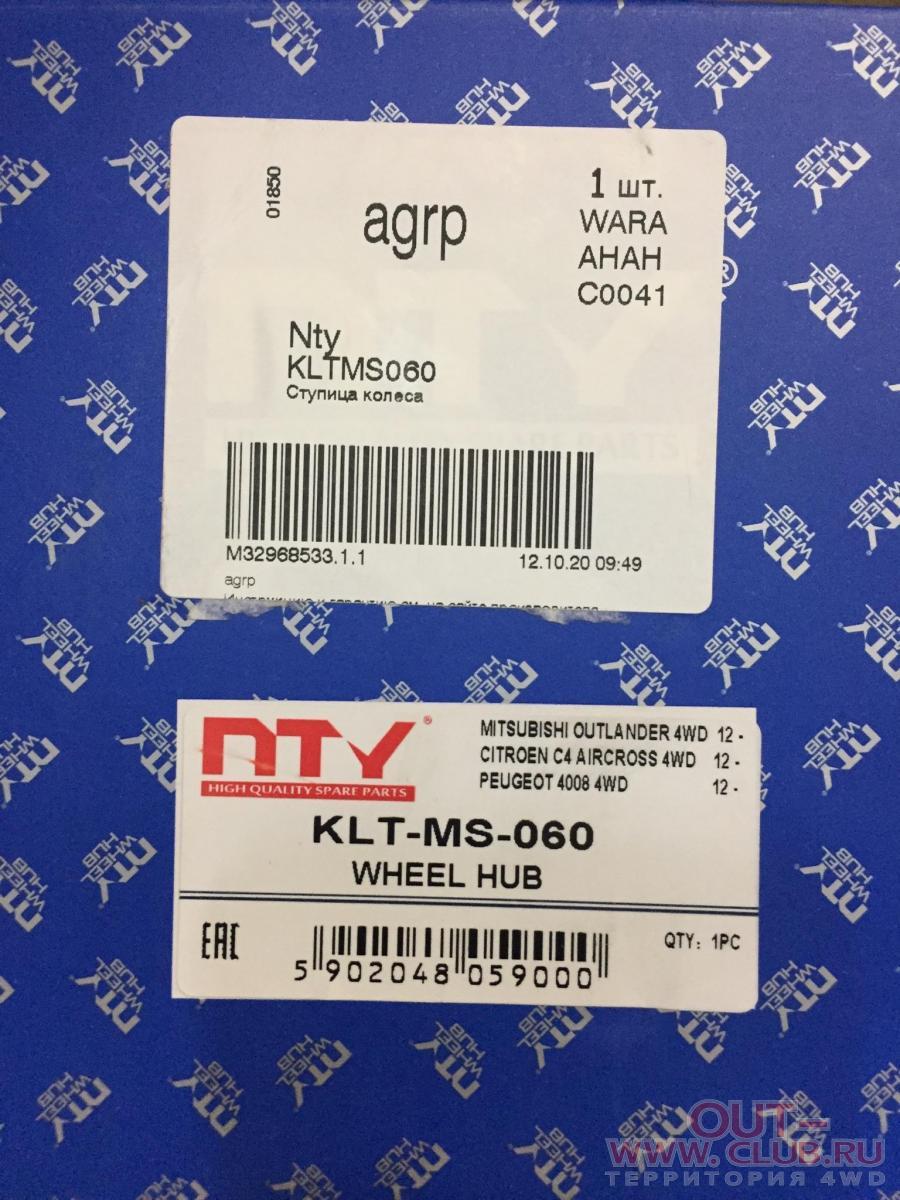 01850
agrp
1 шт.
WARA
AHAH
C0041
Nty
KLTMS060
Ступица колеса
M32968533.1.1
12.10.20 09:49
agrp
NTY®
HIGH QUALITY SPARE PARTS
MITSUBISHI OUTLANDER 4WD 12 -
CITROEN C4 AIRCROSS 4WD 12 -
PEUGEOT 4008 4WD 12 -
KLT-MS-060
WHEEL HUB
EAC
QTY: 1PC
5 902048 059000
OUT-
WWW.CLUB.RU
ТЕРРИТОРИЯ 4WD